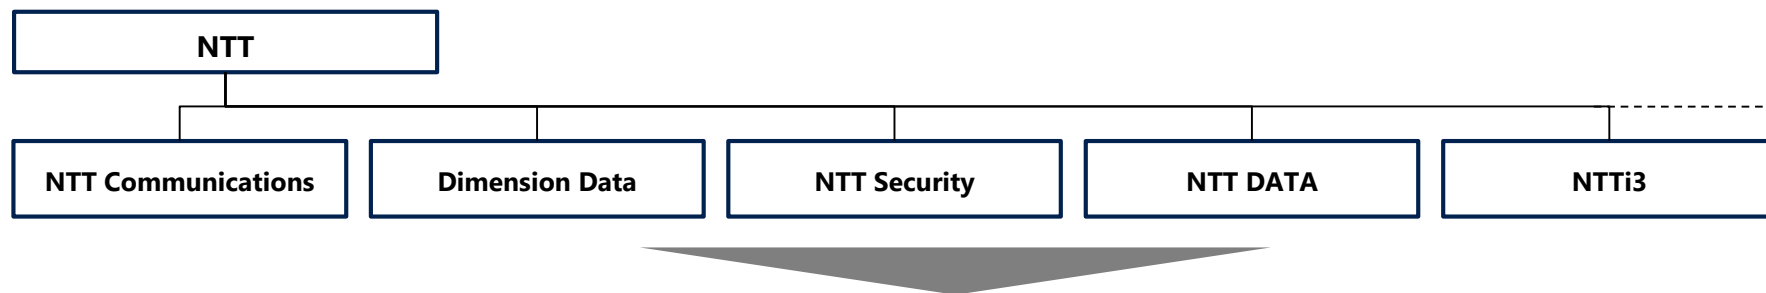 NTT
NTT Communications
Dimension Data
NTT Security
NTT DATA
NTTi3